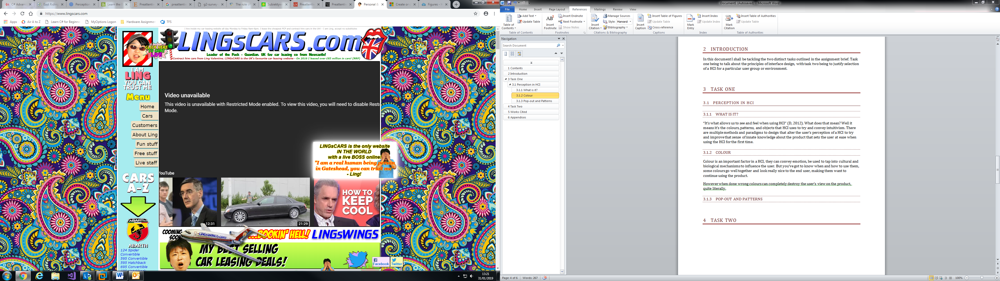 C# Advanc
East Riding
Perception
Learn the
Preattentiv
preattentiv
g2-survey-
The role of
Subiektyw
Preattentiv
Preattentiv
Personal &
Create or
Figures - H
https://www.lingscars.com
Apps
Air A to Z
Learn C# for Beginne
MyOptions Logon
Hardware Assignmen
TFS
I live inside my car leasing website all day Monday to Friday 9am-6pm. I lease the cheapest PCP and contract hire cars in the UK! - I am Ling, accept no substitutes
LINGsCARS.com
Leader of the Pack - Guardian. UK fav car leasing co from Newcastle!
Contract hire cars from Ling Valentine, LINGsCARS is the UK's favourite car leasing website - On 2016 I leased over £85 million in cars! (RRP)
CLICK HERE
TO CHAT
LIVE
I AM
LING
YOU CAN
TRUST ME
Menu
Home
Cars
Customers
About Ling
Fun stuff
Free stuff
Live staff
CARS
A-Z
ABARTH
ABARTH
124 Spider
Convertible
595 Convertible
595 Hatchback
695 Convertible
695 Hatchback
Video unavailable
This video is unavailable with Restricted Mode enabled. To view this video, you will need to disable Restr
Mode.
LINGsCARS is the only website
IN THE WORLD
with a live BOSS online!
"I am a real human being person
in Gateshead, you can trust me"
- Ling!
YouTube
12:31
21:29
HOW TO
KEEP
COOL
COOMING
SOON-
LINGsWINGS.com
...BOOKIN' HELL! LINGsWINGS
MY BEST SELLING
CAR LEASING DEALS!
Facebook
Twitter
13:21
31/01/2019
Document1 (Autosaved) - Microsoft Word
File
Home
Insert
Page Layout
References
Mailings
Review
View
Table of
Contents
Add Text
Update Table
Table of Contents
AB1
Insert
Footnote
Insert Endnote
Next Footnote
Show Notes
Footnotes
Insert
Citation
Manage Sources
Style: Harvard
Bibliography
Citations & Bibliography
Insert
Caption
Insert Table of Figures
Update Table
Cross-reference
Captions
Mark
Entry
Insert Index
Update Index
Index
Mark
Citation
Insert Table of Authorities
Update Table
Table of Authorities
Navigation
Search Document
1 Contents
2 Introduction
3 Task One
3.1 Perception in HCI
3.1.1 What is it?
3.1.2 Colour
3.1.3 Pop-out and Patterns
4 Task Two
5 Works Cited
6 Appendices
2 INTRODUCTION
In this document I shall be tackling the two distinct tasks outlined in the assignment brief. Task
one being to talk about the principles of interface design, with task two being to justify selection
of a HCI for a particular user group or environment.
3 TASK ONE
3.1 PERCEPTION IN HCI
3.1.1 WHAT IS IT?
“It’s what allows us to see and feel when using HCI” (D, 2012). What does that mean? Well it
means it’s the colours, patterns, and objects that HCI uses to try and convey intuitivism. There
are multiple methods and paradigms to design that alter the user’s perception of a HCI to try
and improve that sense of innate knowledge about the product that sets the user at ease when
using the HCI for the first time.
3.1.2 COLOUR
Colour is an important factor in a HCI, they can convey emotion, be used to tap into cultural and
biological mechanisms to influence the user. But you’ve got to know when and how to use them,
some colours go well together and look really nice to the end user, making them want to
continue using the product.
However when done wrong colours can completely destroy the user’s view on the product,
quite literally.
3.1.3 POP-OUT AND PATTERNS
4 TASK TWO
Page: 4 of 6
Words: 267
100%